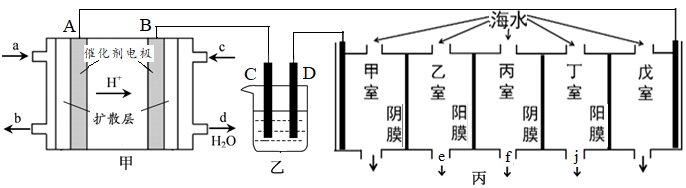 A B
a c
催化剂电极
H⁺
扩散层
b d
H₂O
甲
C D
乙
海水
甲室 乙室 丙室 丁室 戊室
阴膜 阳膜 阴膜 阳膜
e f j
丙